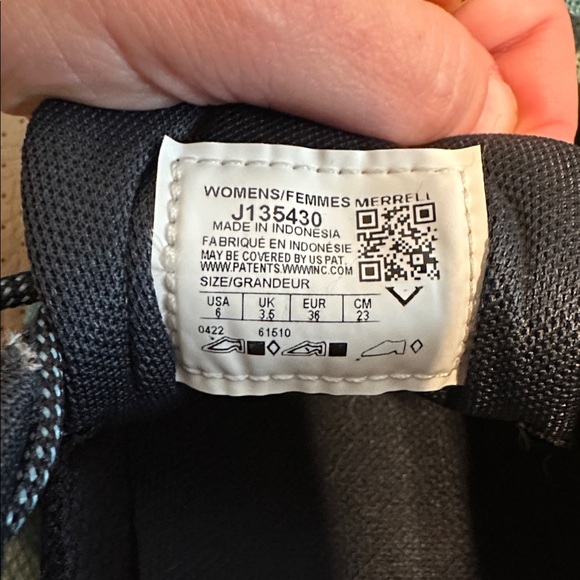 WOMENS/FEMMES MERRELL
J135430
MADE IN INDONESIA
FABRIQUÉ EN INDONÉSIE
MAY BE COVERED BY US PAT.
WWW.PATENTS.WWWINC.COM
SIZE/GRANDEUR
USA UK EUR CM
6 3.5 36 23
0422 61510